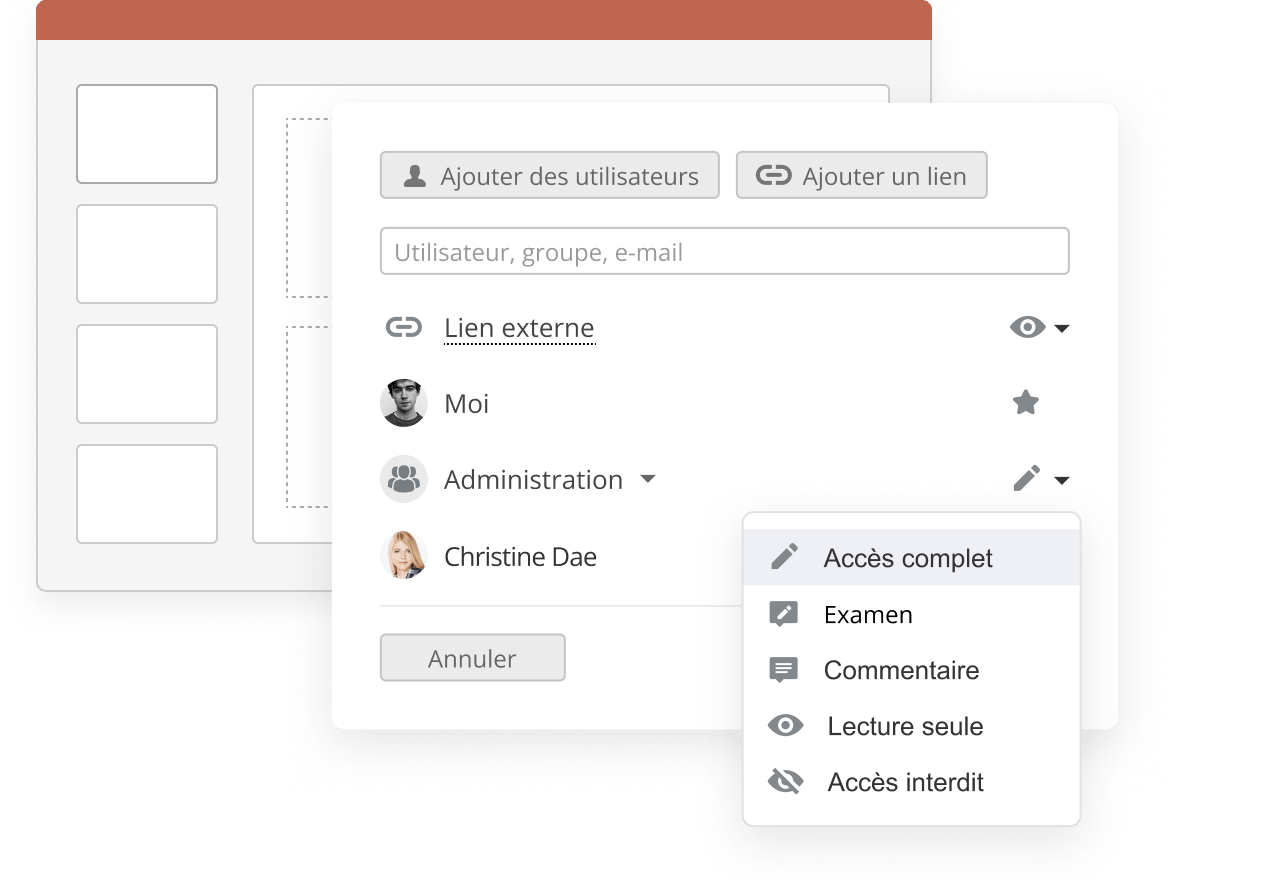 Ajouter des utilisateurs
Ajouter un lien
Utilisateur, groupe, e-mail
Lien externe
Moi
Administration
Christine Dae
Annuler
Accès complet
Examen
Commentaire
Lecture seule
Accès interdit